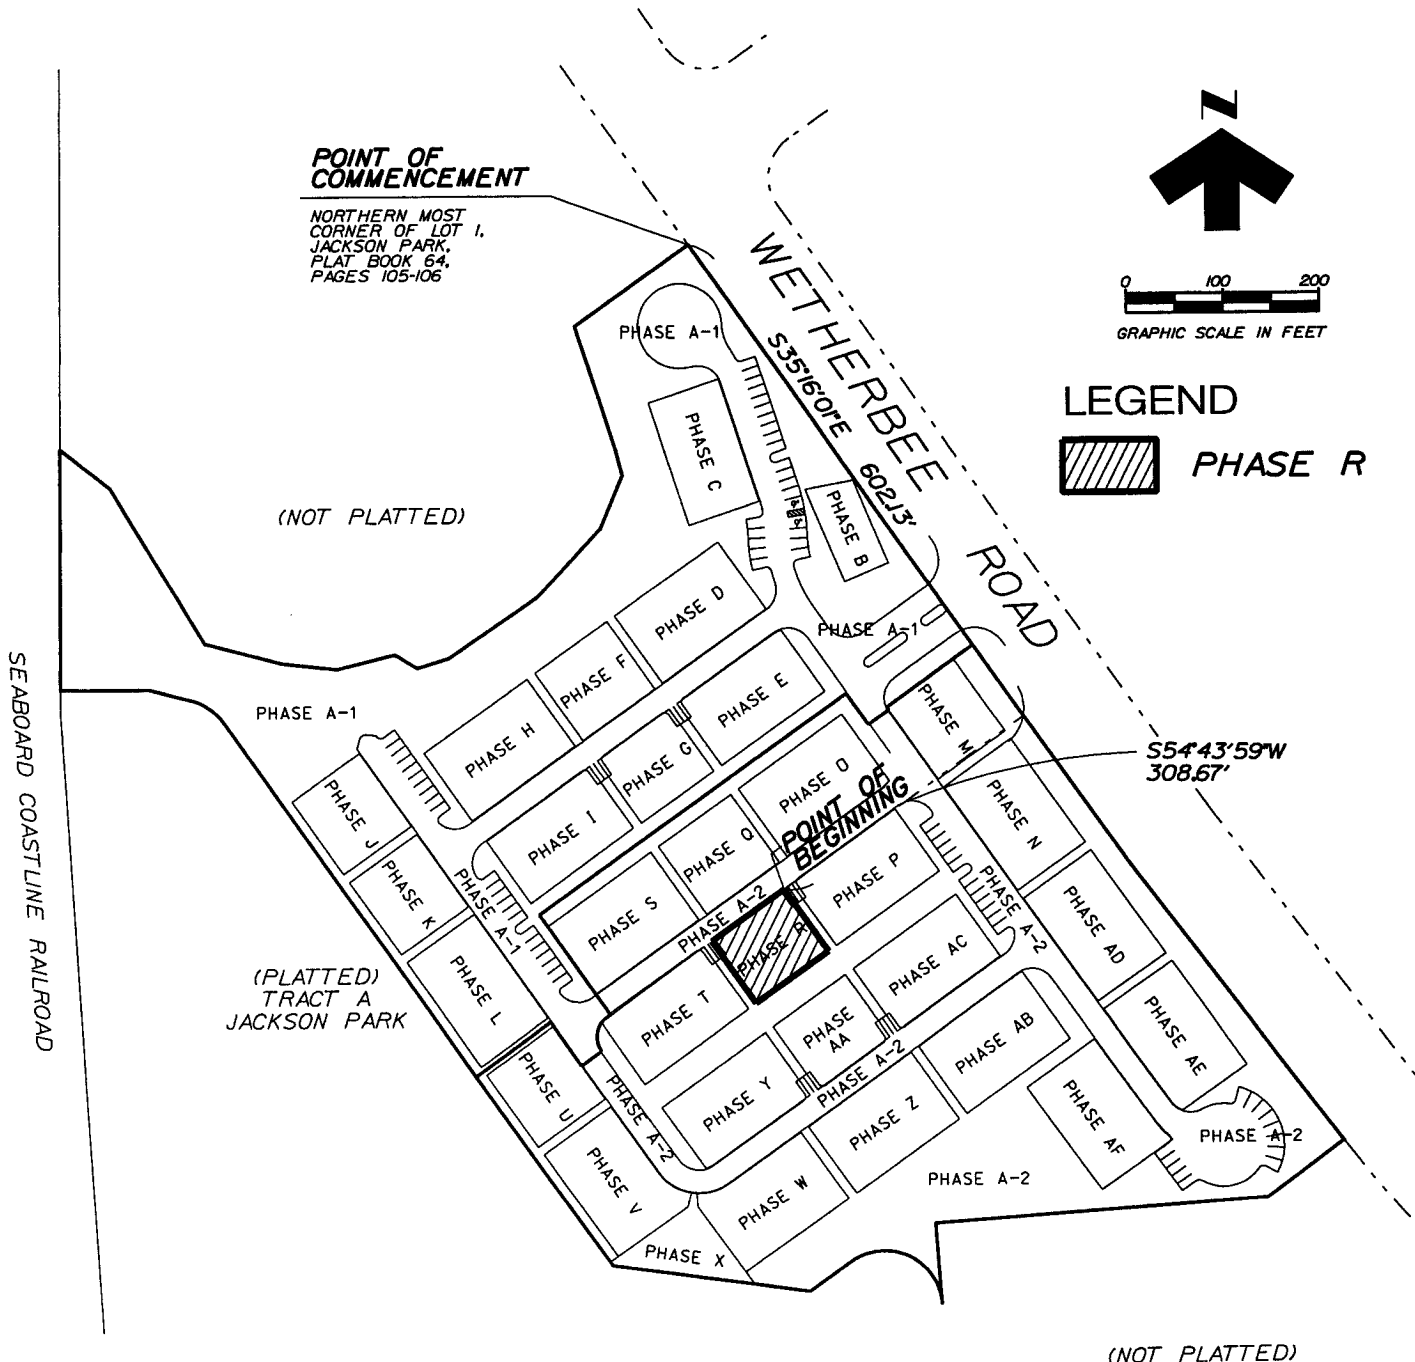 POINT OF
COMMENCEMENT
NORTHERN MOST
CORNER OF LOT 1,
JACKSON PARK,
PLAT BOOK 64,
PAGES 105-106
N
0 100 200
GRAPHIC SCALE IN FEET
LEGEND
PHASE R
WETHERBEE
ROAD
S35°16'01"E 602.13'
(NOT PLATTED)
PHASE A-1
PHASE C
PHASE B
PHASE D
PHASE A-1
PHASE F
PHASE E
PHASE A-1
PHASE H
PHASE G
PHASE M
S54°43'59"W
308.67'
PHASE O
POINT OF
BEGINNING
PHASE J
PHASE I
PHASE Q
PHASE P
PHASE N
PHASE K
PHASE A-1
PHASE S
PHASE A-2
PHASE R
PHASE A-2
PHASE AD
SEABOARD COASTLINE RAILROAD
(PLATTED)
TRACT A
JACKSON PARK
PHASE L
PHASE T
PHASE AC
PHASE AA
PHASE AB
PHASE AE
PHASE U
PHASE A-2
PHASE Y
PHASE A-2
PHASE Z
PHASE AF
PHASE A-2
PHASE V
PHASE W
PHASE A-2
PHASE X
(NOT PLATTED)